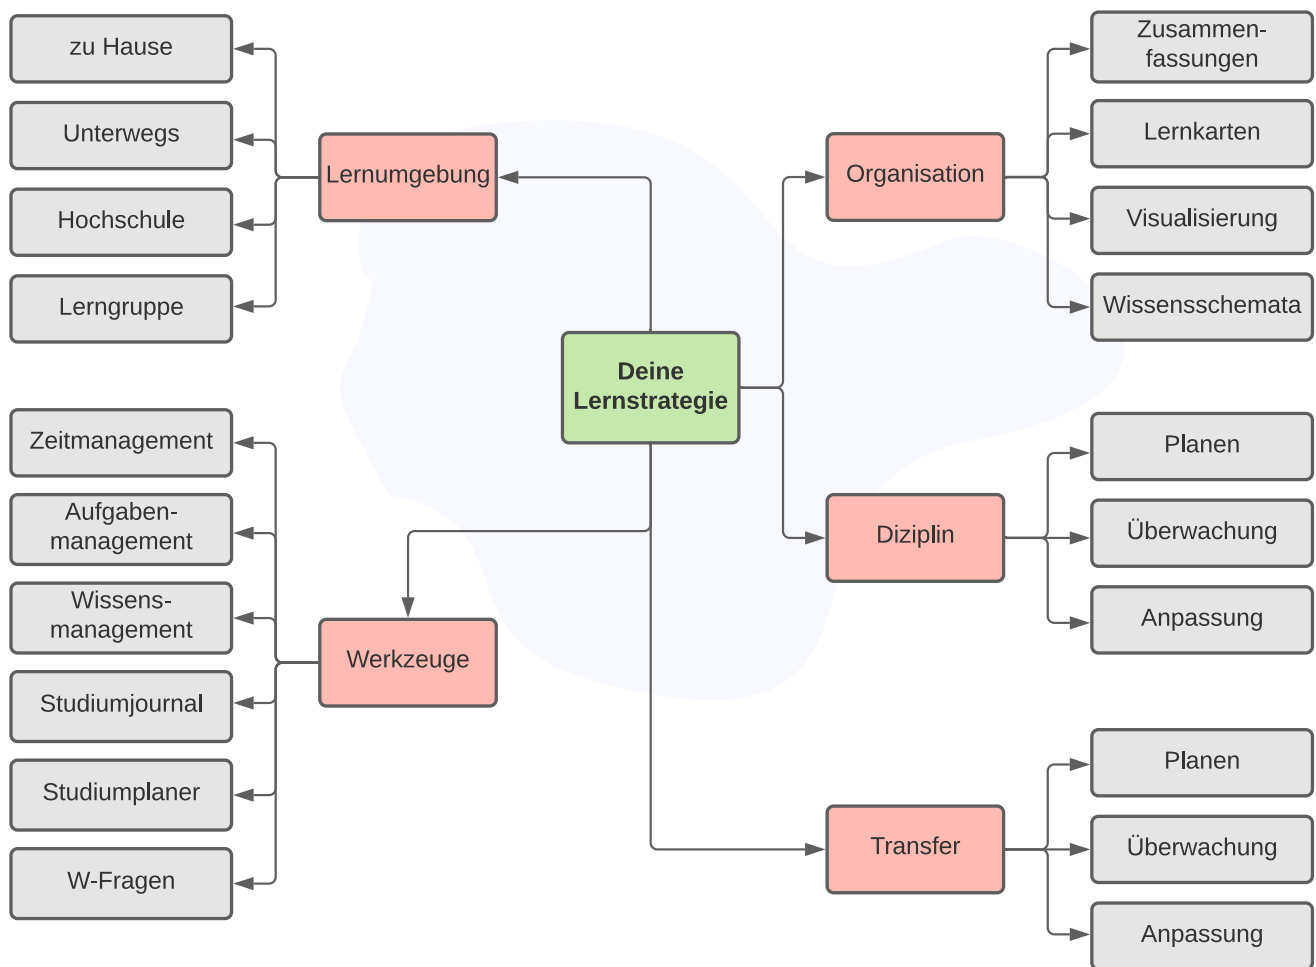 zu Hause
Unterwegs
Hochschule
Lerngruppe
Lernumgebung
Zeitmanagement
Aufgaben-
management
Wissens-
management
Studiumjournal
Studiumplaner
W-Fragen
Werkzeuge
Deine
Lernstrategie
Organisation
Zusammen-
fassungen
Lernkarten
Visualisierung
Wissensschemata
Diziplin
Planen
Überwachung
Anpassung
Transfer
Planen
Überwachung
Anpassung